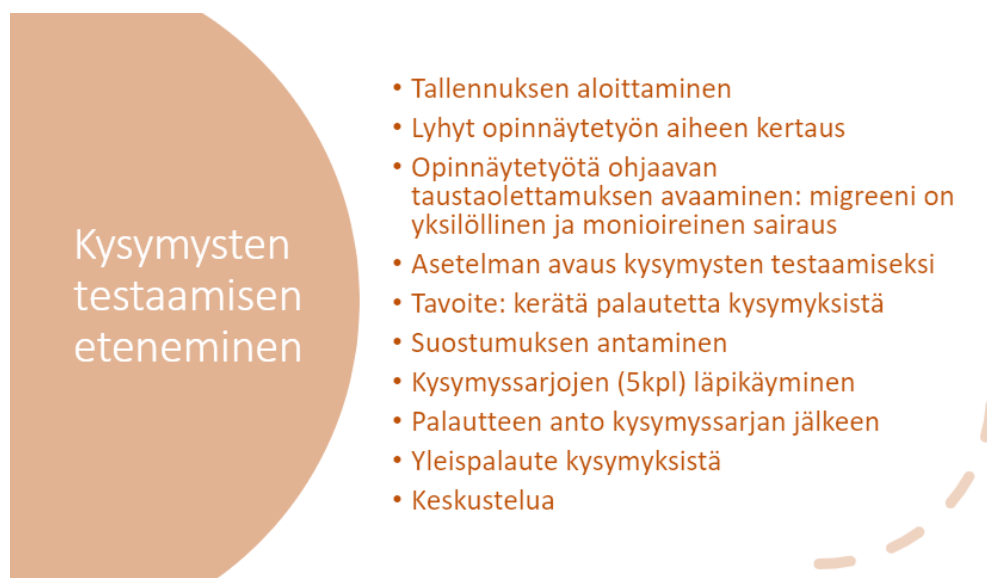 Kysymysten
testaamisen
eteneminen
• Tallennuksen aloittaminen
• Lyhyt opinnäytetyön aiheen kertaus
• Opinnäytetyötä ohjaavan
taustaolettamuksen avaaminen: migreeni on
yksilöllinen ja monioireinen sairaus
• Asetelman avaus kysymysten testaamiseksi
• Tavoite: kerätä palautetta kysymyksistä
• Suostumuksen antaminen
• Kysymyssarjojen (5kpl) läpikäyminen
• Palautteen anto kysymyssarjan jälkeen
• Yleispalaute kysymyksistä
• Keskustelua